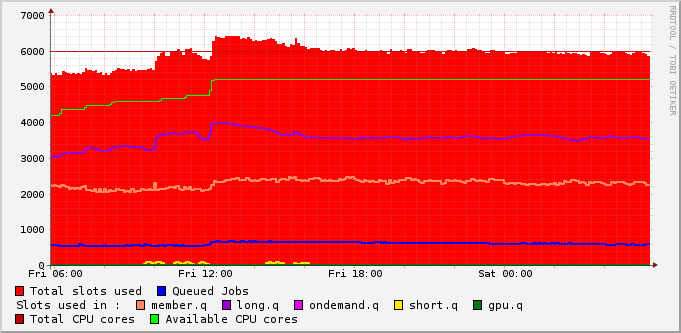 7000
6000
5000
4000
3000
2000
1000
0
Fri 06:00 Fri 12:00 Fri 18:00 Sat 00:00
Total slots used Queued Jobs
Slots used in : member.q long.q ondemand.q short.q gpu.q
Total CPU cores Available CPU cores
RRDTOOL / TOBI OETIKER